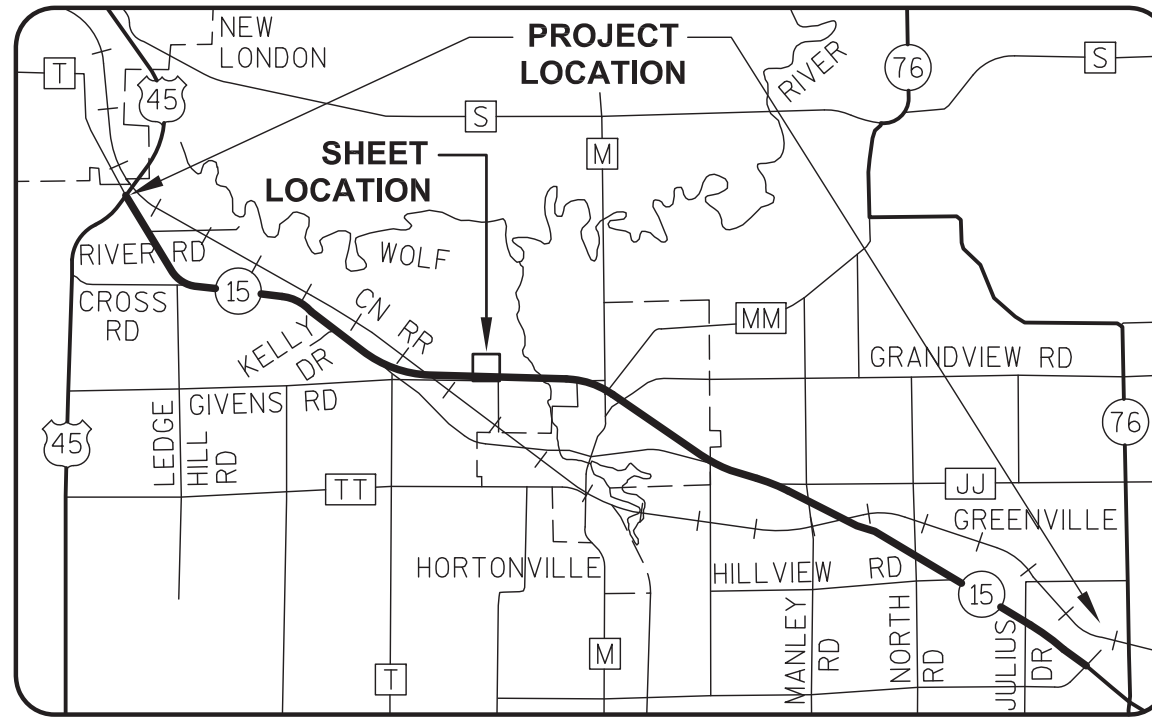 NEW
LONDON
PROJECT
LOCATION
RIVER
76
S
T
45
S
M
SHEET
LOCATION
RIVER RD
WOLF
15
CROSS
RD
CN RR
KELLY
DR
MM
GRANDVIEW RD
GIVENS RD
45
LEDGE
HILL
RD
76
TT
JJ
GREENVILLE
HORTONVILLE
HILLVIEW RD
15
MANLEY
RD
NORTH
RD
JULIUS
DR
M
T